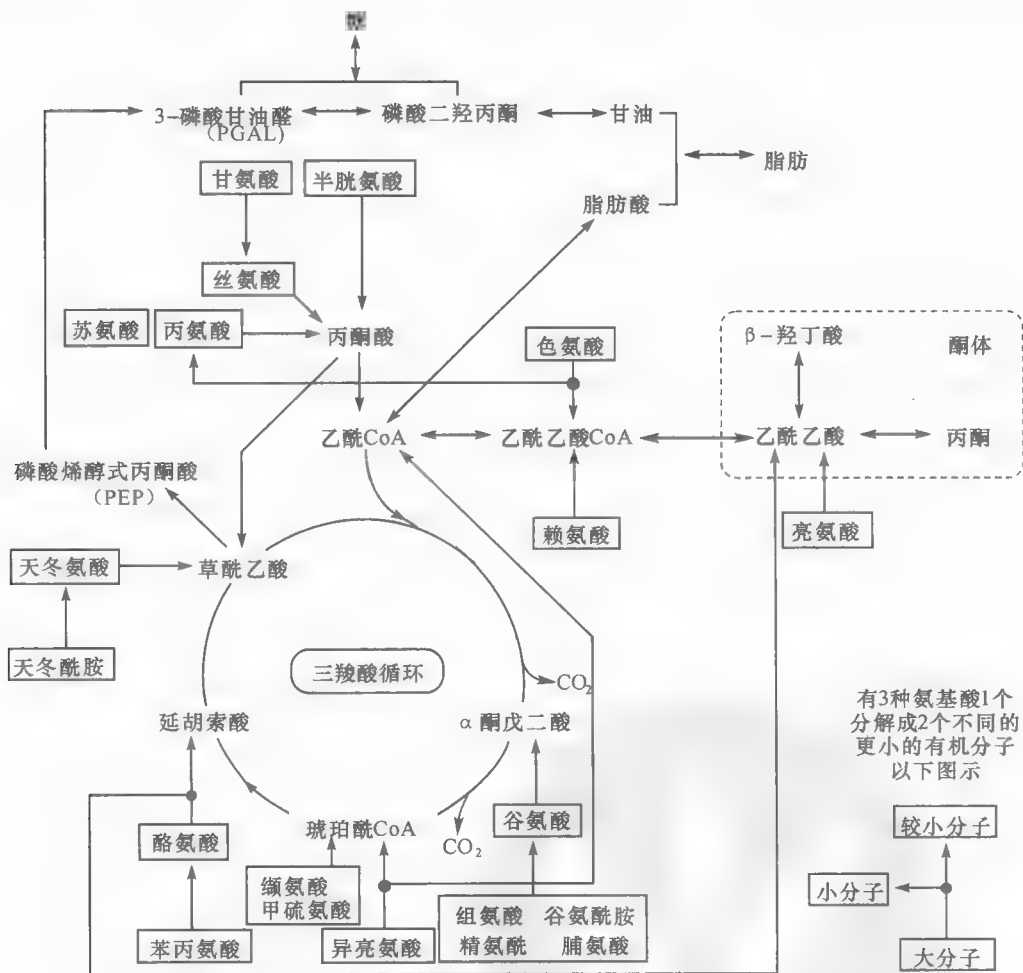 3-磷酸甘油醛
(PGAL)
磷酸二羟丙酮
甘油
脂肪
脂肪酸
甘氨酸
半胱氨酸
丝氨酸
苏氨酸
丙氨酸
丙酮酸
色氨酸
β-羟丁酸
酮体
乙酰CoA
乙酰乙酸CoA
乙酰乙酸
丙酮
磷酸烯醇式丙酮酸
(PEP)
赖氨酸
亮氨酸
天冬氨酸
草酰乙酸
天冬酰胺
三羧酸循环
CO₂
延胡索酸
α酮戊二酸
有3种氨基酸1个
分解成2个不同的
更小的有机分子
以下图示
琥珀酰CoA
CO₂
谷氨酸
较小分子
酪氨酸
缬氨酸
甲硫氨酸
小分子
苯丙氨酸
异亮氨酸
组氨酸 谷氨酰胺
精氨酰 脯氨酸
大分子